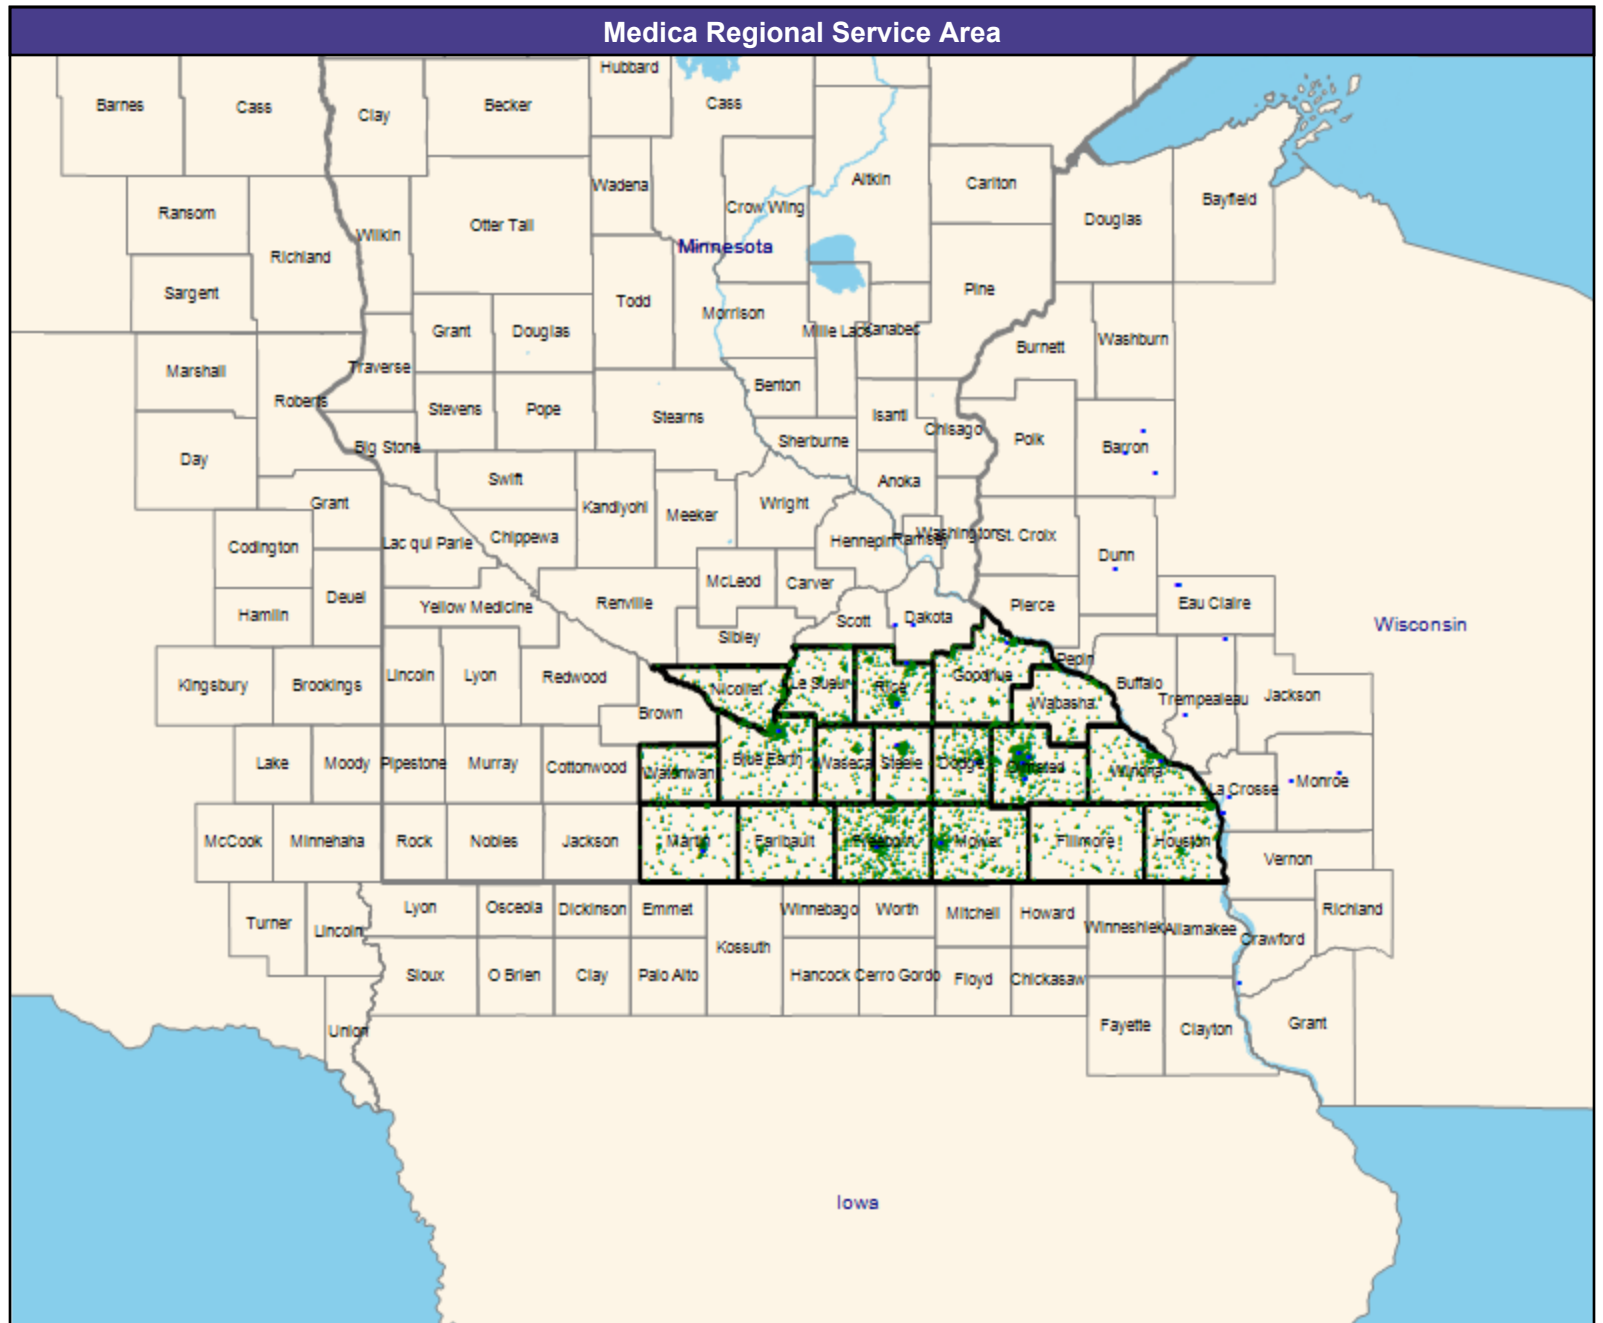 Medica Regional Service Area
Hubbard
Barnes
Cass
Clay
Becker
Cass
Wadena
Crow Wing
Aitkin
Carlton
Douglas
Bayfield
Ransom
Richland
Wilkin
Otter Tail
Minnesota
Sargent
Todd
Morrison
Pine
Grant
Douglas
Mille Lacs
Kanabec
Burnett
Washburn
Marshall
Traverse
Roberts
Stevens
Pope
Stearns
Benton
Isanti
Chisago
Polk
Barron
Day
Big Stone
Sherburne
Swift
Anoka
Grant
Kandiyohi
Meeker
Wright
Codington
Lac qui Parle
Chippewa
Hennepin
Ramsey
Washington
St. Croix
Dunn
Hamlin
Deuel
Yellow Medicine
Renville
McLeod
Carver
Scott
Dakota
Pierce
Eau Claire
Wisconsin
Sibley
Kingsbury
Brookings
Lincoln
Lyon
Redwood
Nicollet
Le Sueur
Rice
Goodhue
Pepin
Wabasha
Buffalo
Trempealeau
Jackson
Brown
Lake
Moody
Pipestone
Murray
Cottonwood
Watonwan
Blue Earth
Waseca
Steele
Dodge
Olmsted
Winona
La Crosse
Monroe
McCook
Minnehaha
Rock
Nobles
Jackson
Martin
Faribault
Freeborn
Mower
Fillmore
Houston
Vernon
Turner
Lincoln
Lyon
Osceola
Dickinson
Emmet
Kossuth
Winnebago
Worth
Mitchell
Howard
Winneshiek
Allamakee
Crawford
Richland
Sioux
O Brien
Clay
Palo Alto
Hancock
Cerro Gordo
Floyd
Chickasaw
Union
Fayette
Clayton
Grant
Iowa